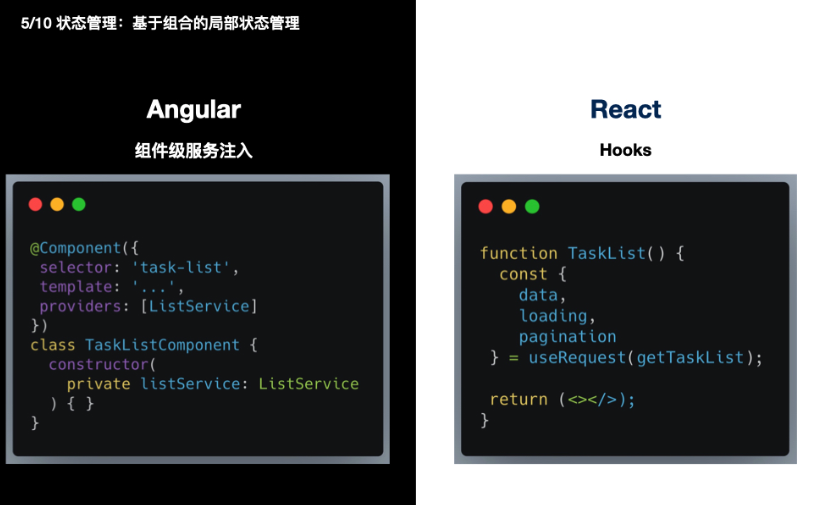 5/10 状态管理：基于组合的局部状态管理
Angular
组件级服务注入
@Component({
 selector: 'task-list',
 template: '...',
 providers: [ListService]
})
class TaskListComponent {
  constructor(
    private listService: ListService
  ) { }
}
React
Hooks
function TaskList() {
  const {
    data,
    loading,
    pagination
 } = useRequest(getTaskList);
 return (<></>);
}